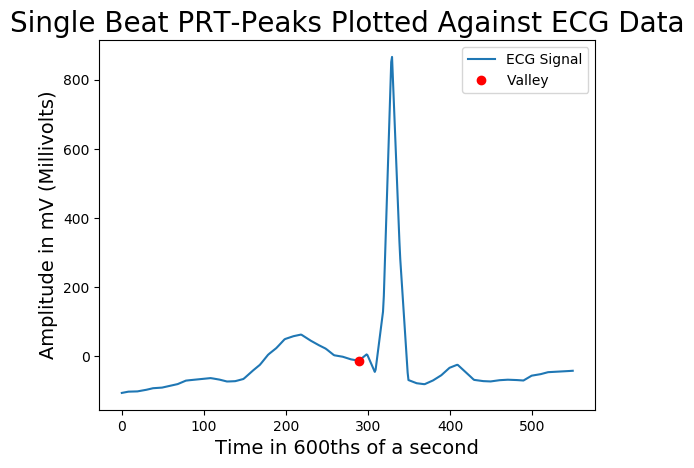 Single Beat PRT-Peaks Plotted Against ECG Data
ECG Signal
Valley
Amplitude in mV (Millivolts)
800
600
400
200
0
0 100 200 300 400 500
Time in 600ths of a second